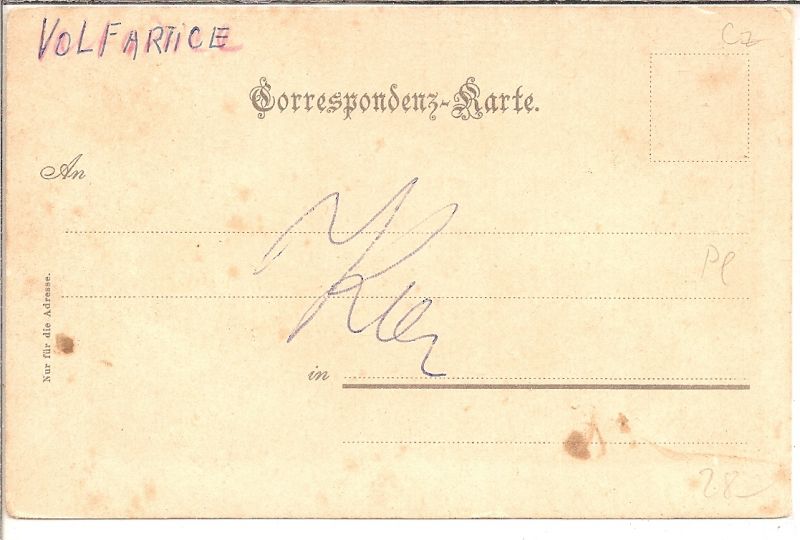 VOLFARTICE
CZ
Correspondenz-Karte.
An
Pl
Nur für die Adresse.
in
28